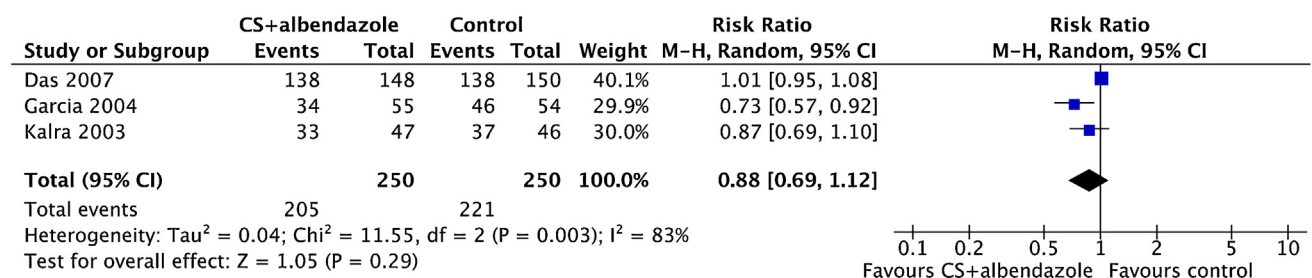 CS+albendazole Control Risk Ratio Risk Ratio
Study or Subgroup Events Total Events Total Weight M-H, Random, 95% CI M-H, Random, 95% CI
Das 2007 138 148 138 150 40.1% 1.01 [0.95, 1.08]
Garcia 2004 34 55 46 54 29.9% 0.73 [0.57, 0.92]
Kalra 2003 33 47 37 46 30.0% 0.87 [0.69, 1.10]
Total (95% CI) 250 250 100.0% 0.88 [0.69, 1.12]
Total events 205 221
Heterogeneity: Tau² = 0.04; Chi² = 11.55, df = 2 (P = 0.003); I² = 83%
Test for overall effect: Z = 1.05 (P = 0.29)
0.1 0.2 0.5 1 2 5 10
Favours CS+albendazole Favours control